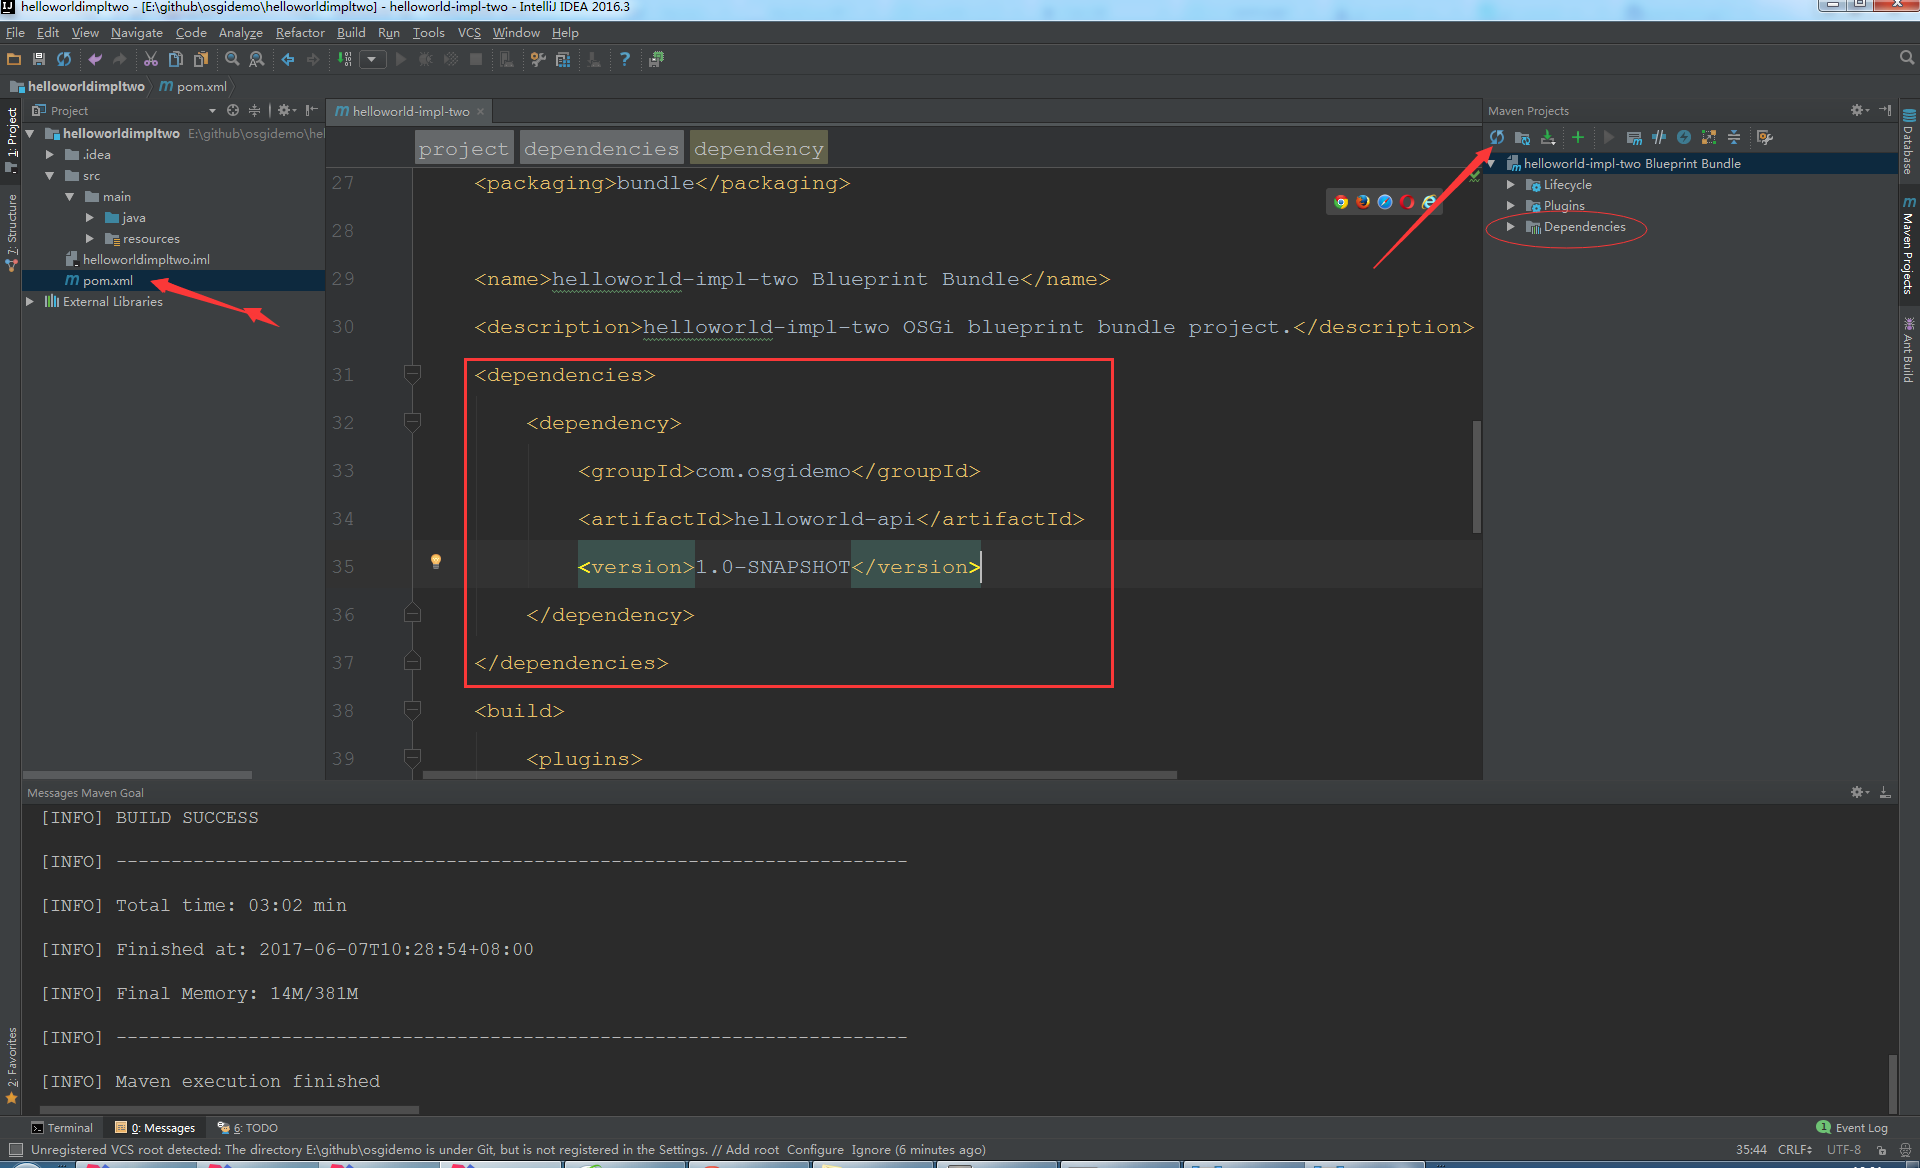 helloworldimpltwo - [E:\github\osgidemo\helloworldimpltwo] - helloworld-impl-two - IntelliJ IDEA 2016.3
File Edit View Navigate Code Analyze Refactor Build Run Tools VCS Window Help
helloworldimpltwo pom.xml
Project
helloworldimpltwo E:\github\osgidemo\hel
.idea
src
main
java
resources
helloworldimpltwo.iml
pom.xml
External Libraries
1: Project
7: Structure
2: Favorites
helloworld-impl-two
project dependencies dependency
27 <packaging>bundle</packaging>
28
29 <name>helloworld-impl-two Blueprint Bundle</name>
30 <description>helloworld-impl-two OSGi blueprint bundle project.</description>
31 <dependencies>
32 <dependency>
33 <groupId>com.osgidemo</groupId>
34 <artifactId>helloworld-api</artifactId>
35 <version>1.0-SNAPSHOT</version>
36 </dependency>
37 </dependencies>
38 <build>
39 <plugins>
Maven Projects
helloworld-impl-two Blueprint Bundle
Lifecycle
Plugins
Dependencies
Database
Maven Projects
Ant Build
Messages Maven Goal
[INFO] BUILD SUCCESS
[INFO] ------------------------------------------------------------------------
[INFO] Total time: 03:02 min
[INFO] Finished at: 2017-06-07T10:28:54+08:00
[INFO] Final Memory: 14M/381M
[INFO] ------------------------------------------------------------------------
[INFO] Maven execution finished
Terminal 0: Messages 6: TODO
1 Event Log
Unregistered VCS root detected: The directory E:\github\osgidemo is under Git, but is not registered in the Settings. // Add root Configure Ignore (6 minutes ago)
35:44 CRLF UTF-8